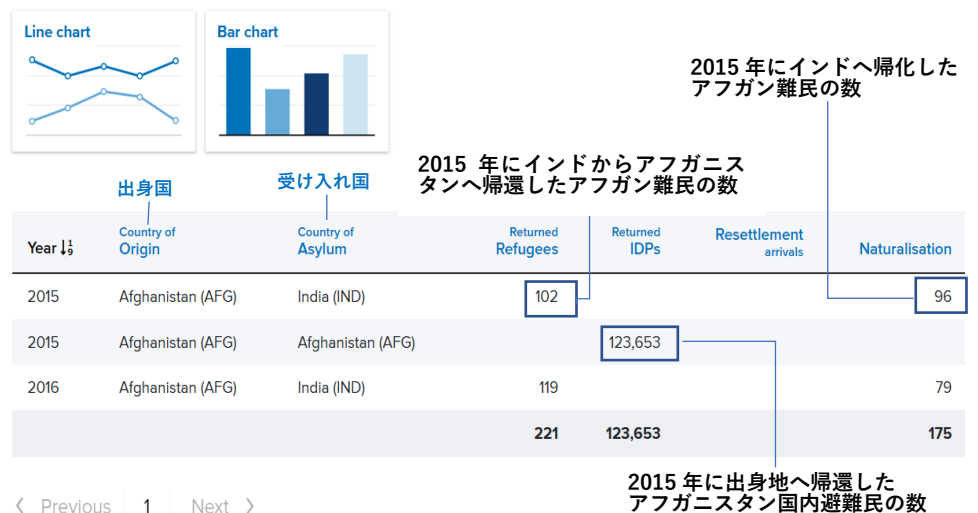 Line chart
Bar chart
2015 年にインドへ帰化した
アフガン難民の数
2015 年にインドからアフガニス
タンへ帰還したアフガン難民の数
出身国
受け入れ国
Year ↓1 9
Country of
Origin
Country of
Asylum
Returned
Refugees
Returned
IDPs
Resettlement
arrivals
Naturalisation
2015 Afghanistan (AFG) India (IND) 102 96
2015 Afghanistan (AFG) Afghanistan (AFG) 123,653
2016 Afghanistan (AFG) India (IND) 119 79
221 123,653 175
2015 年に出身地へ帰還した
アフガニスタン国内避難民の数
〈 Previous 1 Next 〉